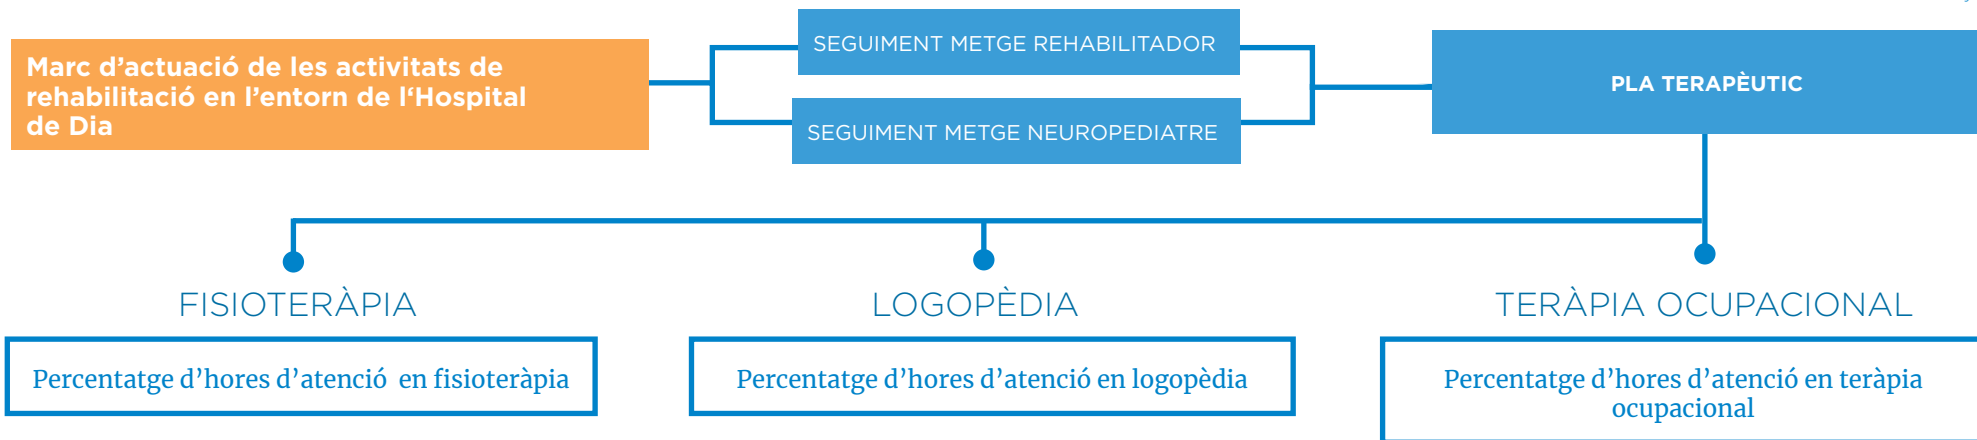 Marc d’actuació de les activitats de
rehabilitació en l’entorn de l‘Hospital
de Dia
SEGUIMENT METGE REHABILITADOR
SEGUIMENT METGE NEUROPEDIATRE
PLA TERAPÈUTIC
FISIOTERÀPIA
Percentatge d’hores d’atenció en fisioteràpia
LOGOPÈDIA
Percentatge d’hores d’atenció en logopèdia
TERÀPIA OCUPACIONAL
Percentatge d’hores d’atenció en teràpia
ocupacional